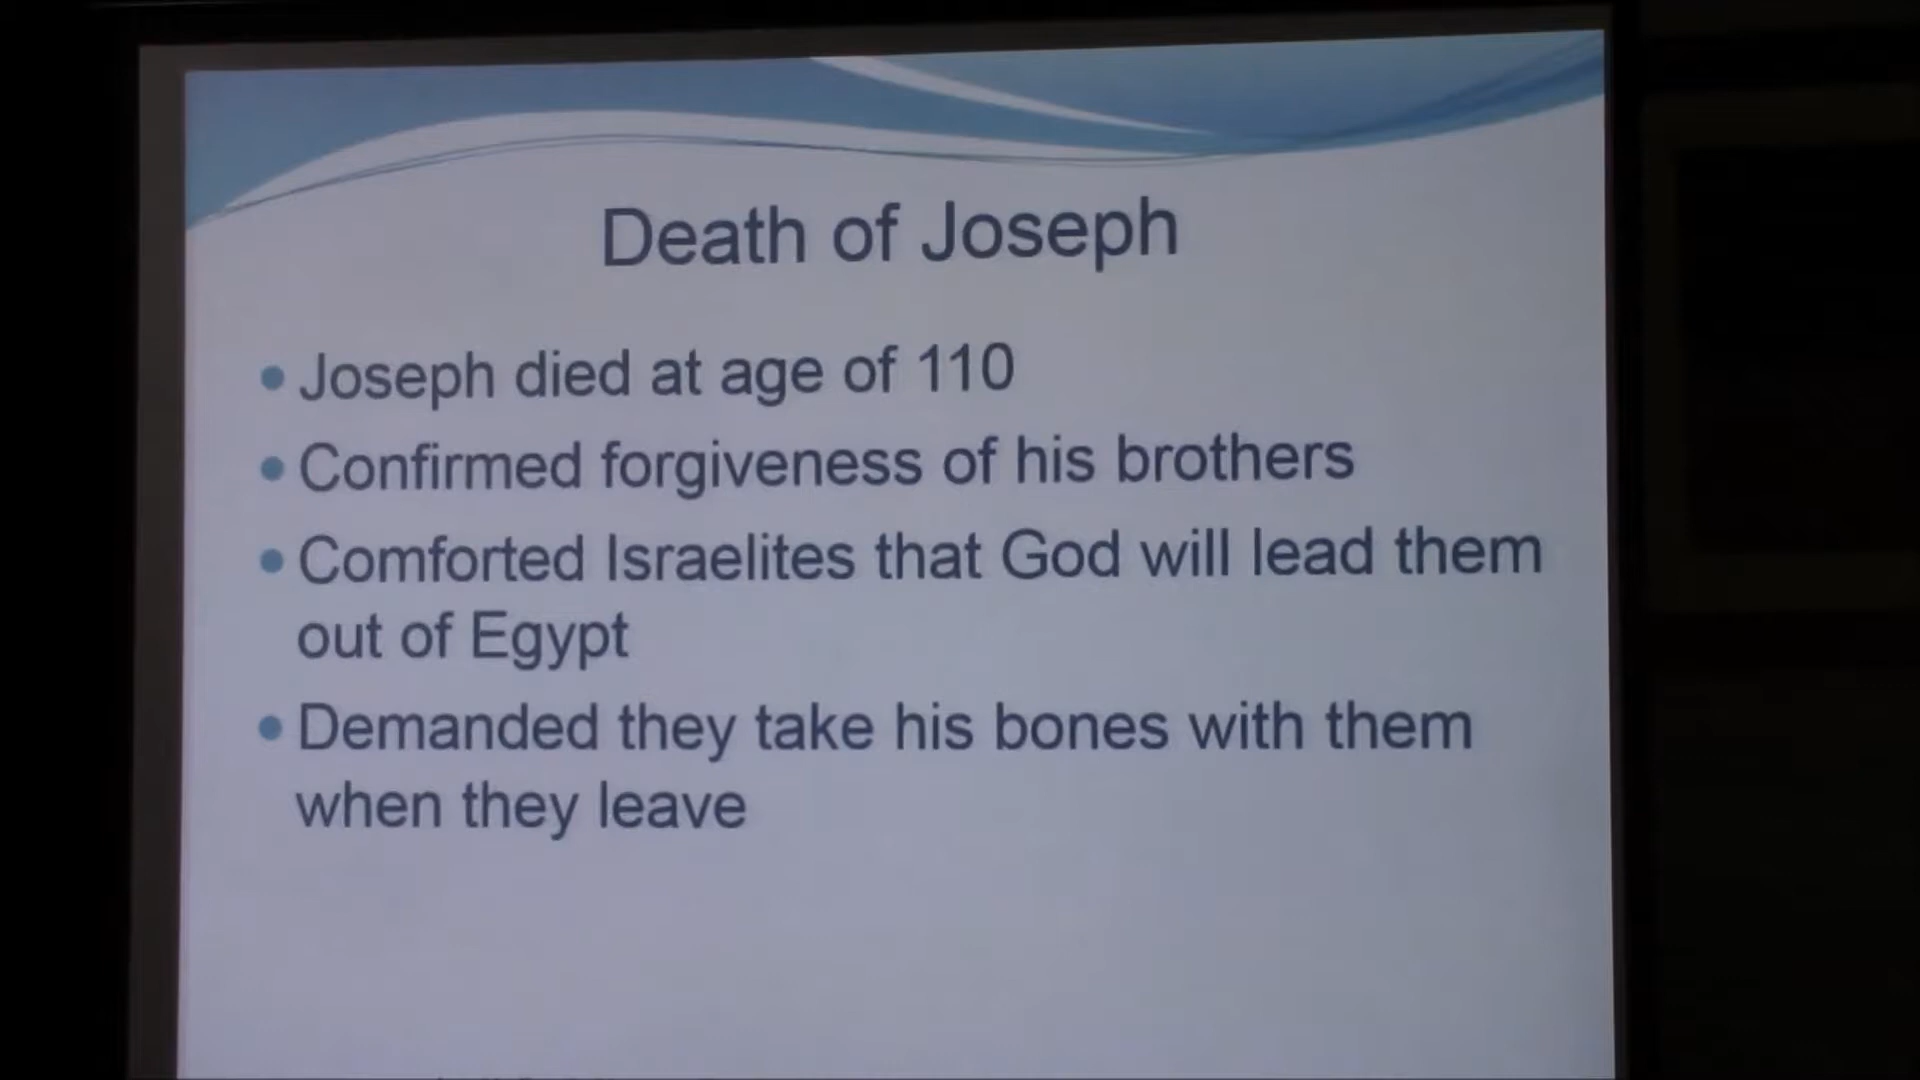 Death of Joseph
• Joseph died at age of 110
• Confirmed forgiveness of his brothers
• Comforted Israelites that God will lead them
out of Egypt
• Demanded they take his bones with them
when they leave